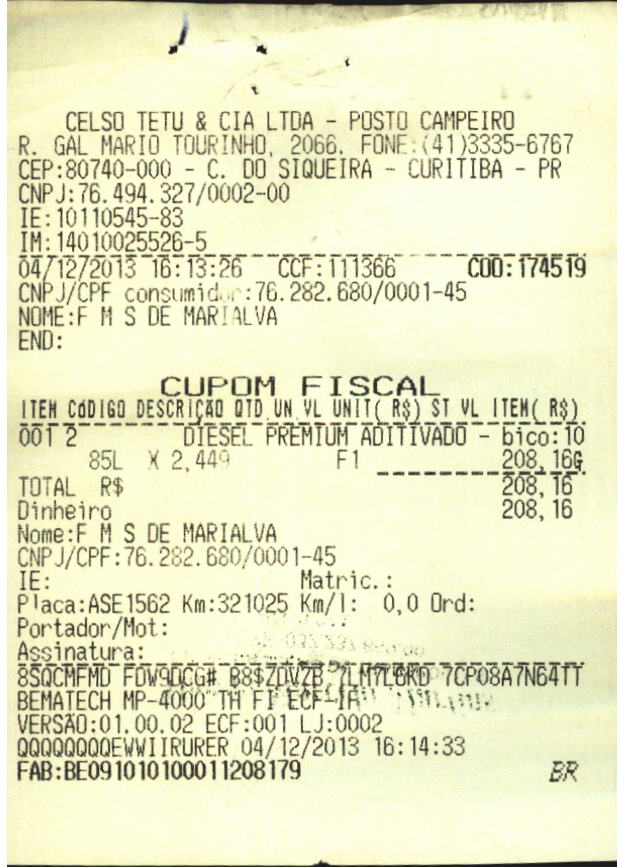 CELSO TETU & CIA LTDA - POSTO CAMPEIRO
R. GAL MARIO TOURINHO, 2066. FONE:(41)3335-6767
CEP:80740-000 - C. DO SIQUEIRA - CURITIBA - PR
CNPJ:76.494.327/0002-00
IE:10110545-83
IM:14010025526-5
04/12/2013 16:13:26 CCF:111366 COO:174519
CNPJ/CPF consumidor:76.282.680/0001-45
NOME:F M S DE MARIALVA
END:
CUPOM FISCAL
ITEM CÓDIGO DESCRIÇÃO QTD UN VL UNIT( R$) ST VL ITEM( R$)
001 2 DIESEL PREMIUM ADITIVADO - bico:10
85L X 2,449 F1 208,16G
TOTAL R$ 208,16
Dinheiro 208,16
Nome:F M S DE MARIALVA
CNPJ/CPF:76.282.680/0001-45
IE: Matric.:
Placa:ASE1562 Km:321025 Km/l: 0,0 Ord:
Portador/Mot:
Assinatura:
BEMATECH MP-4000 TH FI ECF-IF
VERSÃO:01.00.02 ECF:001 LJ:0002
QQQQQQQQEWWIIRURER 04/12/2013 16:14:33
FAB:BE091010100011208179 BR